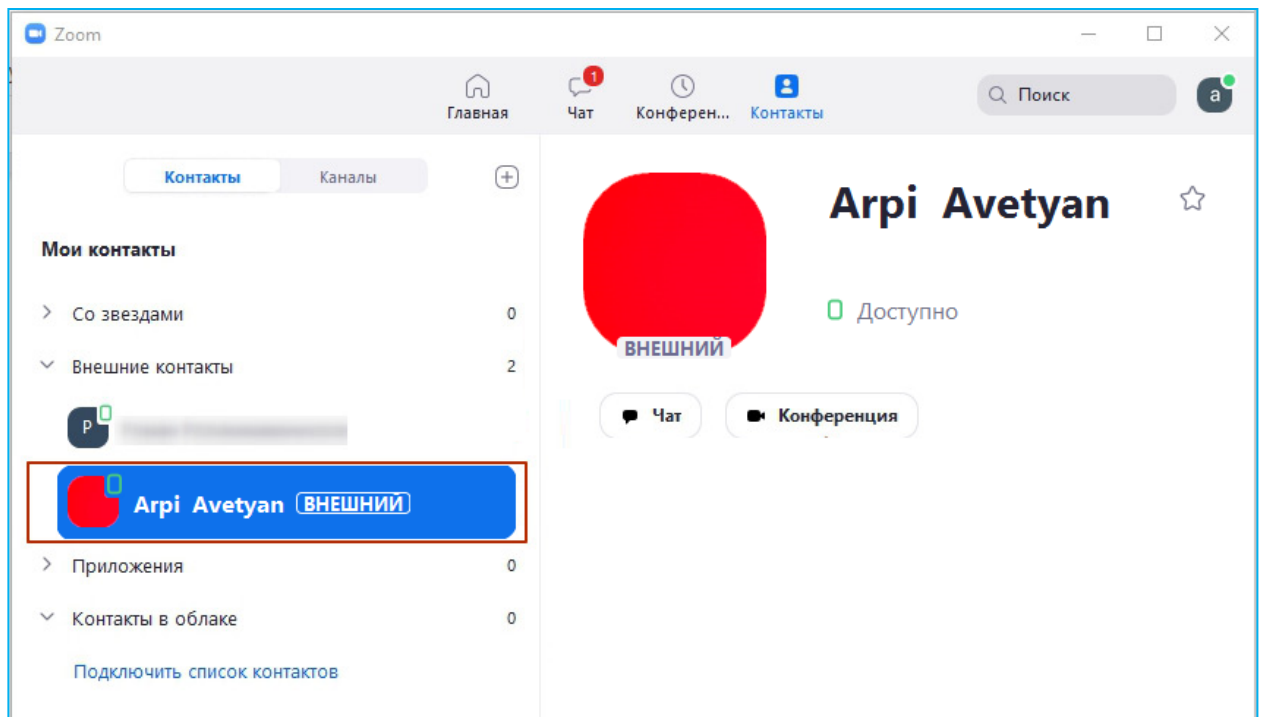 Zoom
Главная
Чат
1
Конферен...
Контакты
Поиск
a
Контакты
Каналы
Мои контакты
Со звездами 0
Внешние контакты 2
P
Arpi Avetyan ВНЕШНИЙ
Приложения 0
Контакты в облаке 0
Подключить список контактов
Arpi Avetyan
Доступно
ВНЕШНИЙ
Чат
Конференция